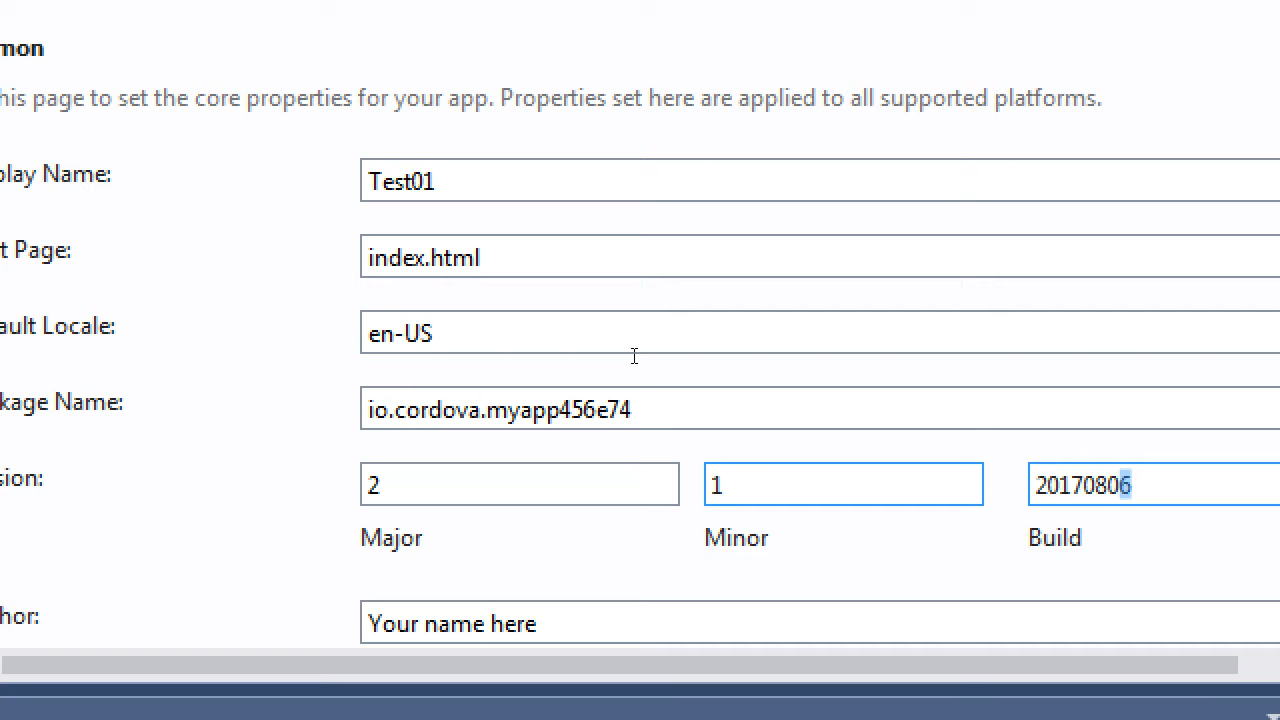 mon
his page to set the core properties for your app. Properties set here are applied to all supported platforms.
play Name: Test01
t Page: index.html
ault Locale: en-US
kage Name: io.cordova.myapp456e74
sion: 2 1 20170806
Major Minor Build
hor: Your name here